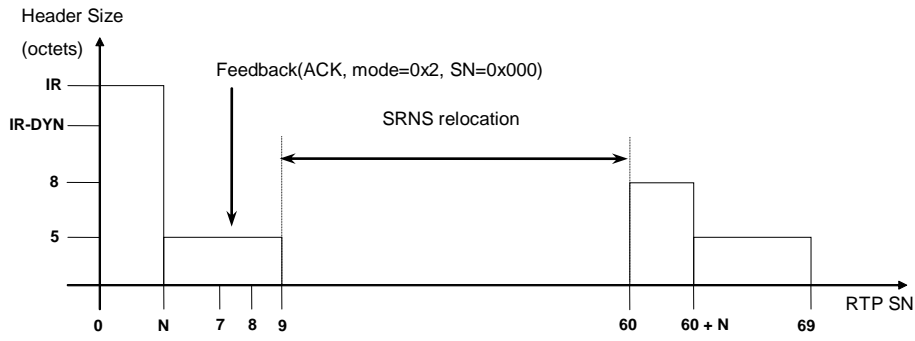 Header Size
(octets)
Feedback(ACK, mode=0x2, SN=0x000)
IR
SRNS relocation
IR-DYN
8
5
RTP SN
0 N 7 8 9 60 60 + N 69